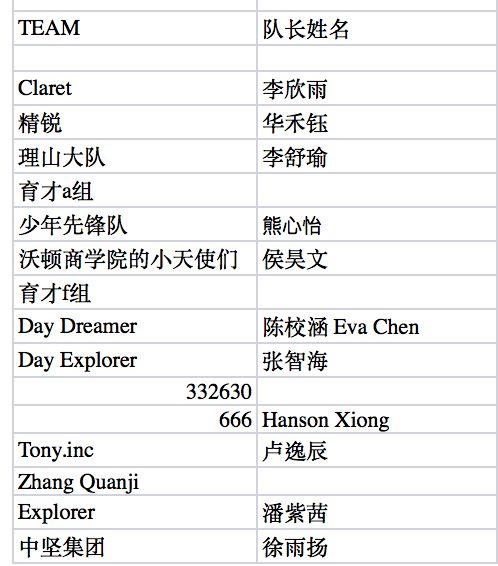 TEAM 队长姓名
Claret 李欣雨
精锐 华禾钰
理山大队 李舒瑜
育才a组
少年先锋队 熊心怡
沃顿商学院的小天使们 侯昊文
育才f组
Day Dreamer 陈校涵 Eva Chen
Day Explorer 张智海
332630
666 Hanson Xiong
Tony.inc 卢逸辰
Zhang Quanji
Explorer 潘紫茜
中坚集团 徐雨扬